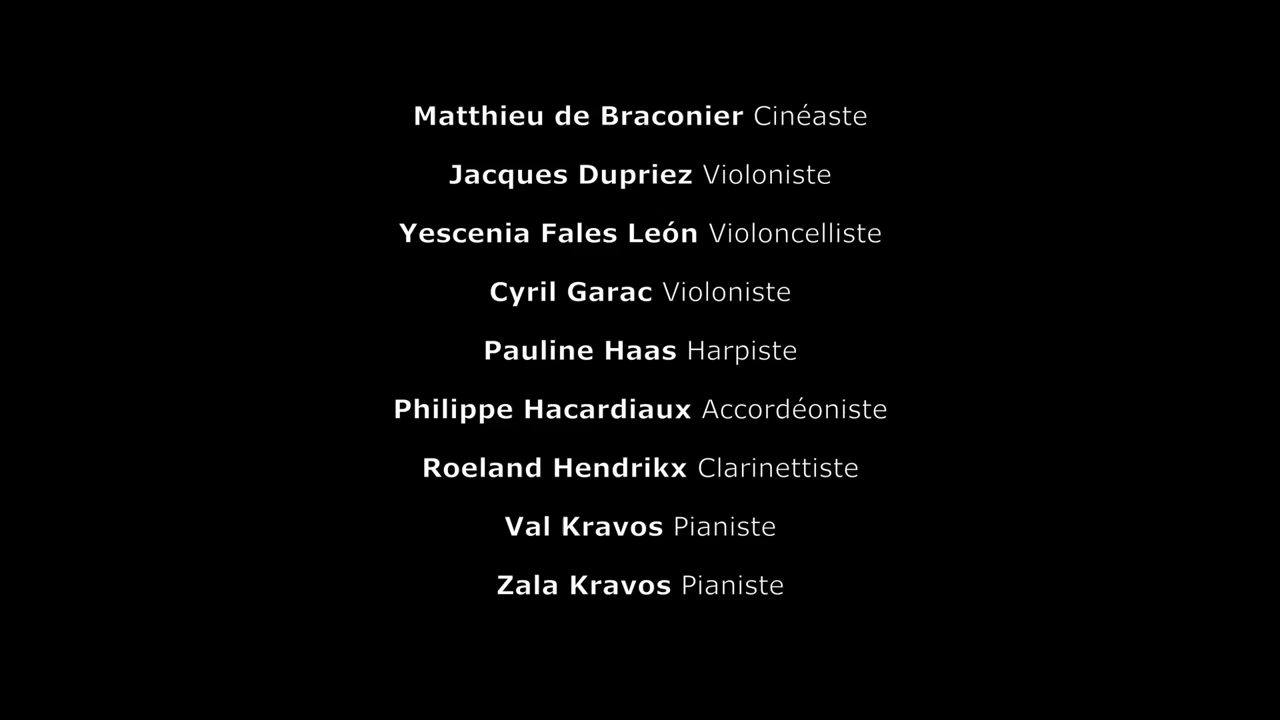 Matthieu de Braconier Cinéaste
Jacques Dupriez Violoniste
Yescenia Fales León Violoncelliste
Cyril Garac Violoniste
Pauline Haas Harpiste
Philippe Hacardiaux Accordéoniste
Roeland Hendrikx Clarinettiste
Val Kravos Pianiste
Zala Kravos Pianiste